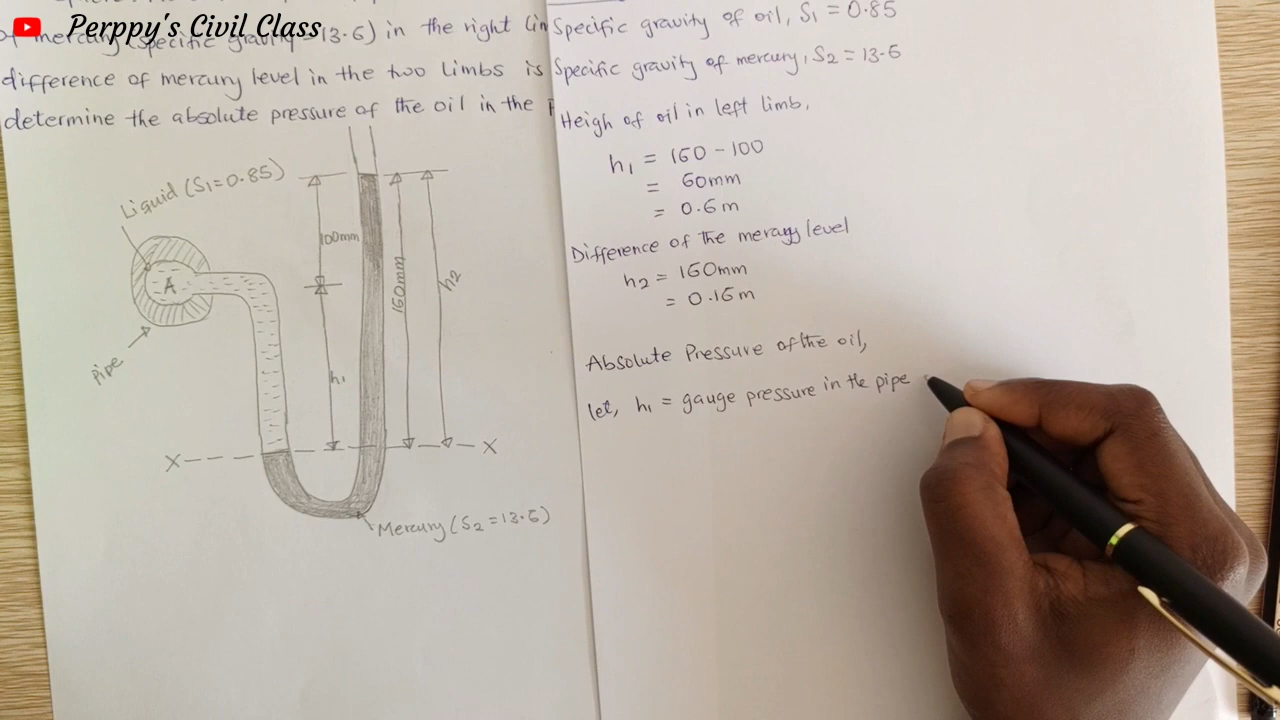 Perppy's Civil Class
of mercury (specific gravity = 13.6) in the right lim
difference of mercury level in the two limbs is
determine the absolute pressure of the oil in the
Liquid (S1=0.85)
100mm
160mm
h2
A
Pipe
h1
X
X
Mercury (S2 = 13.6)
Specific gravity of oil, S1 = 0.85
Specific gravity of mercury, S2 = 13.6
Heigh of oil in left limb,
h1 = 160 - 100
= 60mm
= 0.6m
Difference of the mercury level
h2 = 160mm
= 0.16m
Absolute Pressure of the oil,
let, h1 = gauge pressure in the pipe